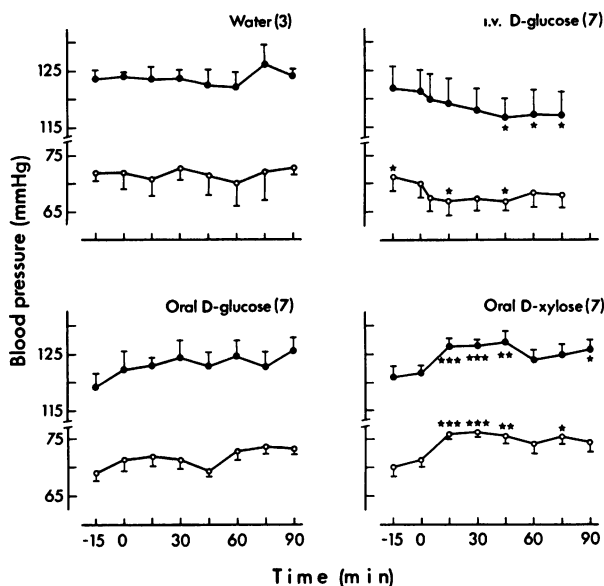 Water (3)
i.v. D-glucose (7)
125
115
75
65
★ ★ ★
★ ★ ★
Blood pressure (mmHg)
Oral D-glucose (7)
Oral D-xylose (7)
125
115
75
65
★★★ ★★★ ★★ ★
★★★ ★★★ ★★ ★
-15 0 30 60 90
-15 0 30 60 90
Time (min)